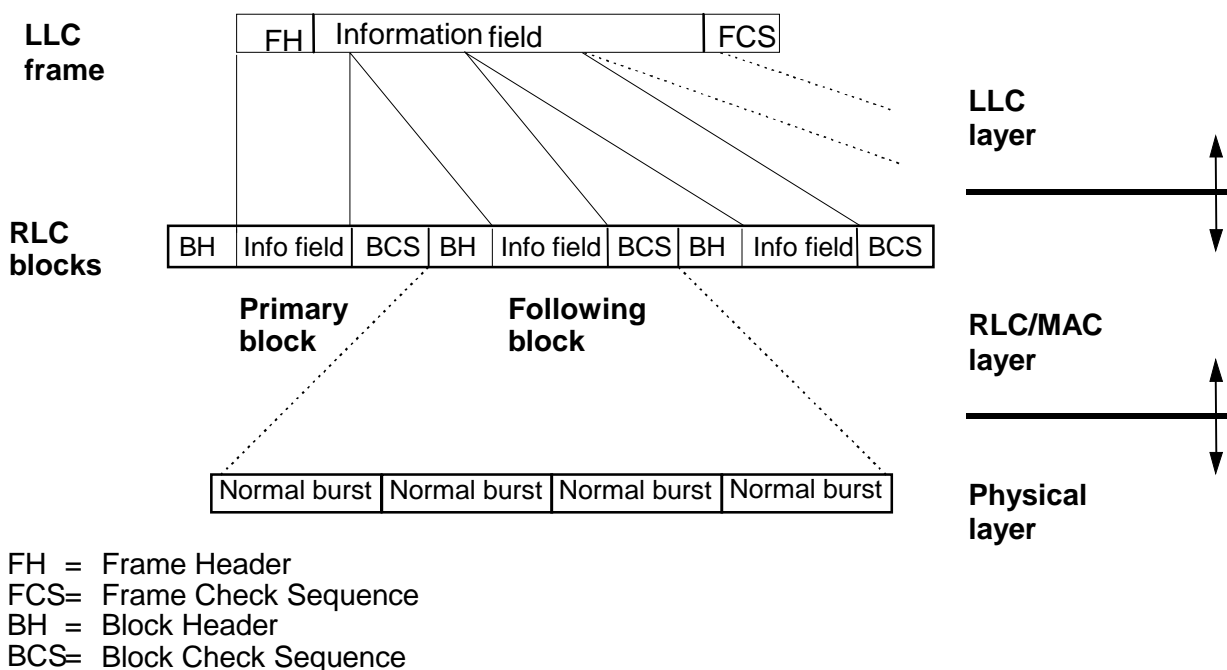 LLC
frame
FH Information field FCS
LLC
layer
RLC
blocks
BH Info field BCS BH Info field BCS BH Info field BCS
Primary
block
Following
block
RLC/MAC
layer
Normal burst Normal burst Normal burst Normal burst
Physical
layer
FH = Frame Header
FCS= Frame Check Sequence
BH = Block Header
BCS= Block Check Sequence